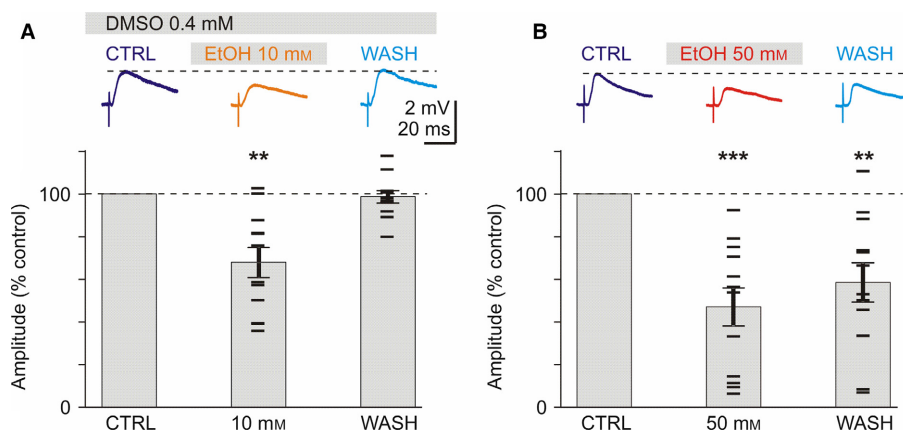 A
DMSO 0.4 mM
CTRL
EtOH 10 mM
WASH
2 mV
20 ms
**
100
0
Amplitude (% control)
CTRL
10 mM
WASH
B
CTRL
EtOH 50 mM
WASH
***
**
100
0
Amplitude (% control)
CTRL
50 mM
WASH